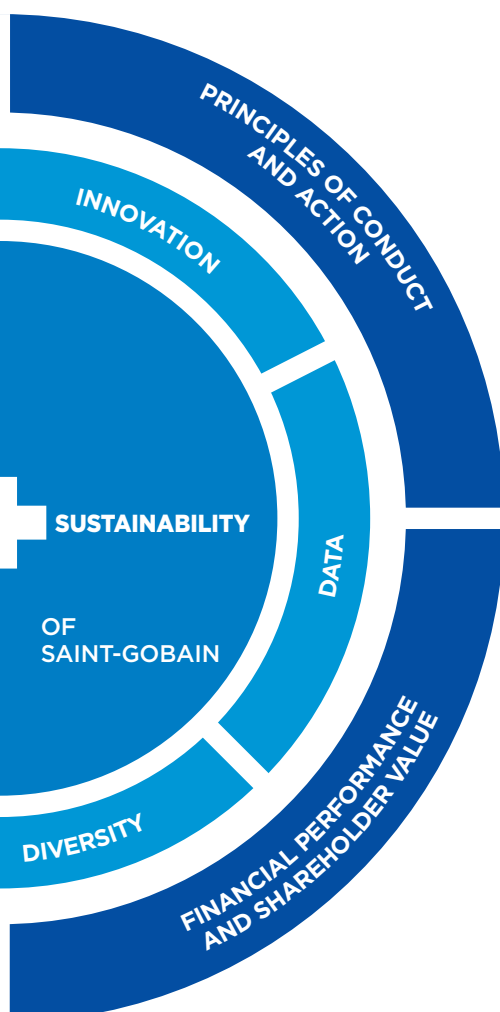 PRINCIPLES OF CONDUCT
AND ACTION
INNOVATION
SUSTAINABILITY
DATA
OF
SAINT-GOBAIN
FINANCIAL PERFORMANCE
AND SHAREHOLDER VALUE
DIVERSITY